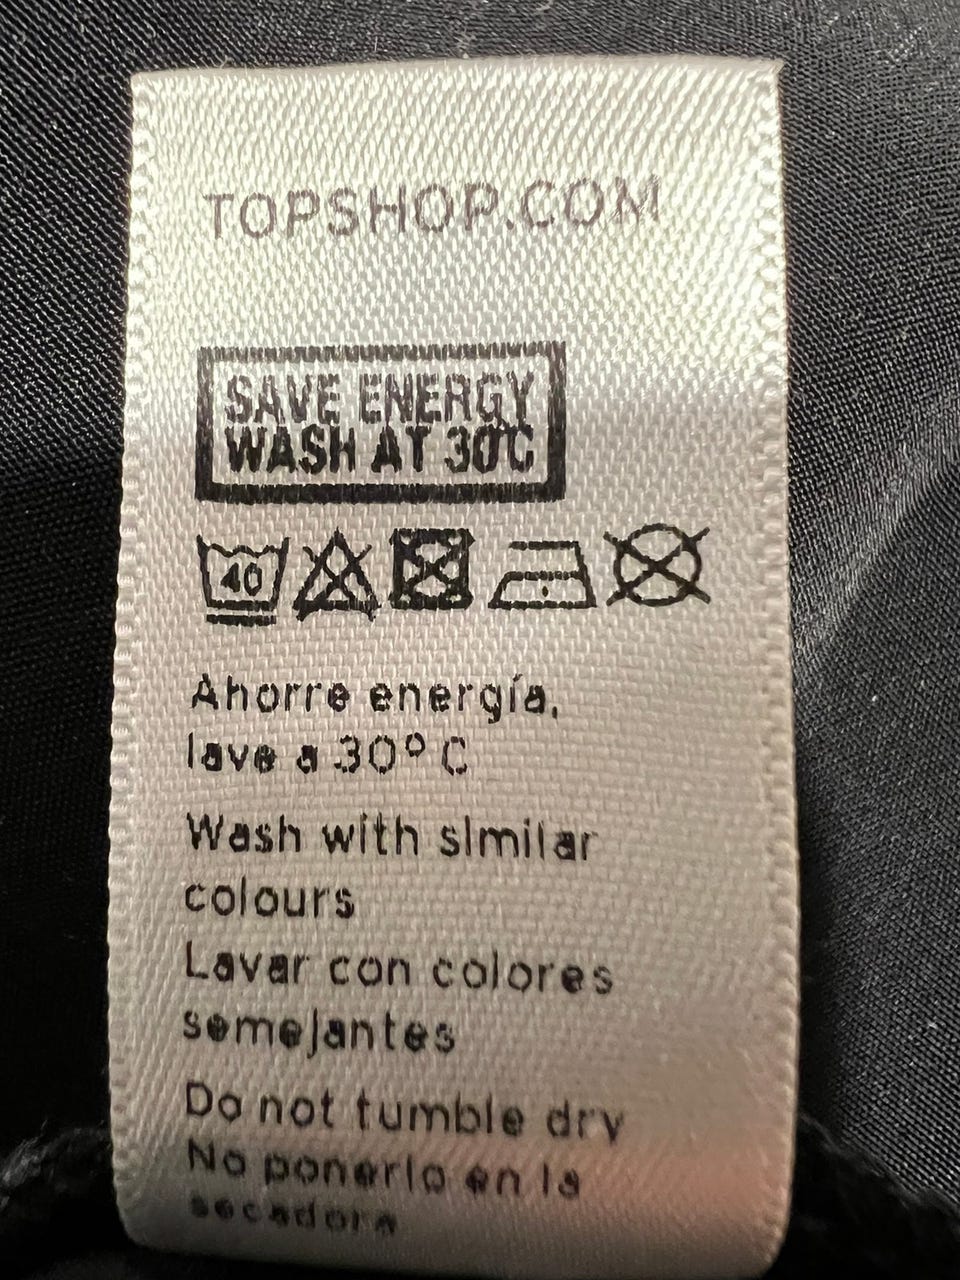 TOPSHOP.COM
SAVE ENERGY
WASH AT 30°C
40
Ahorre energía,
lave a 30º C
Wash with similar
colours
Lavar con colores
semejantes
Do not tumble dry
No ponerlo en la
secadora